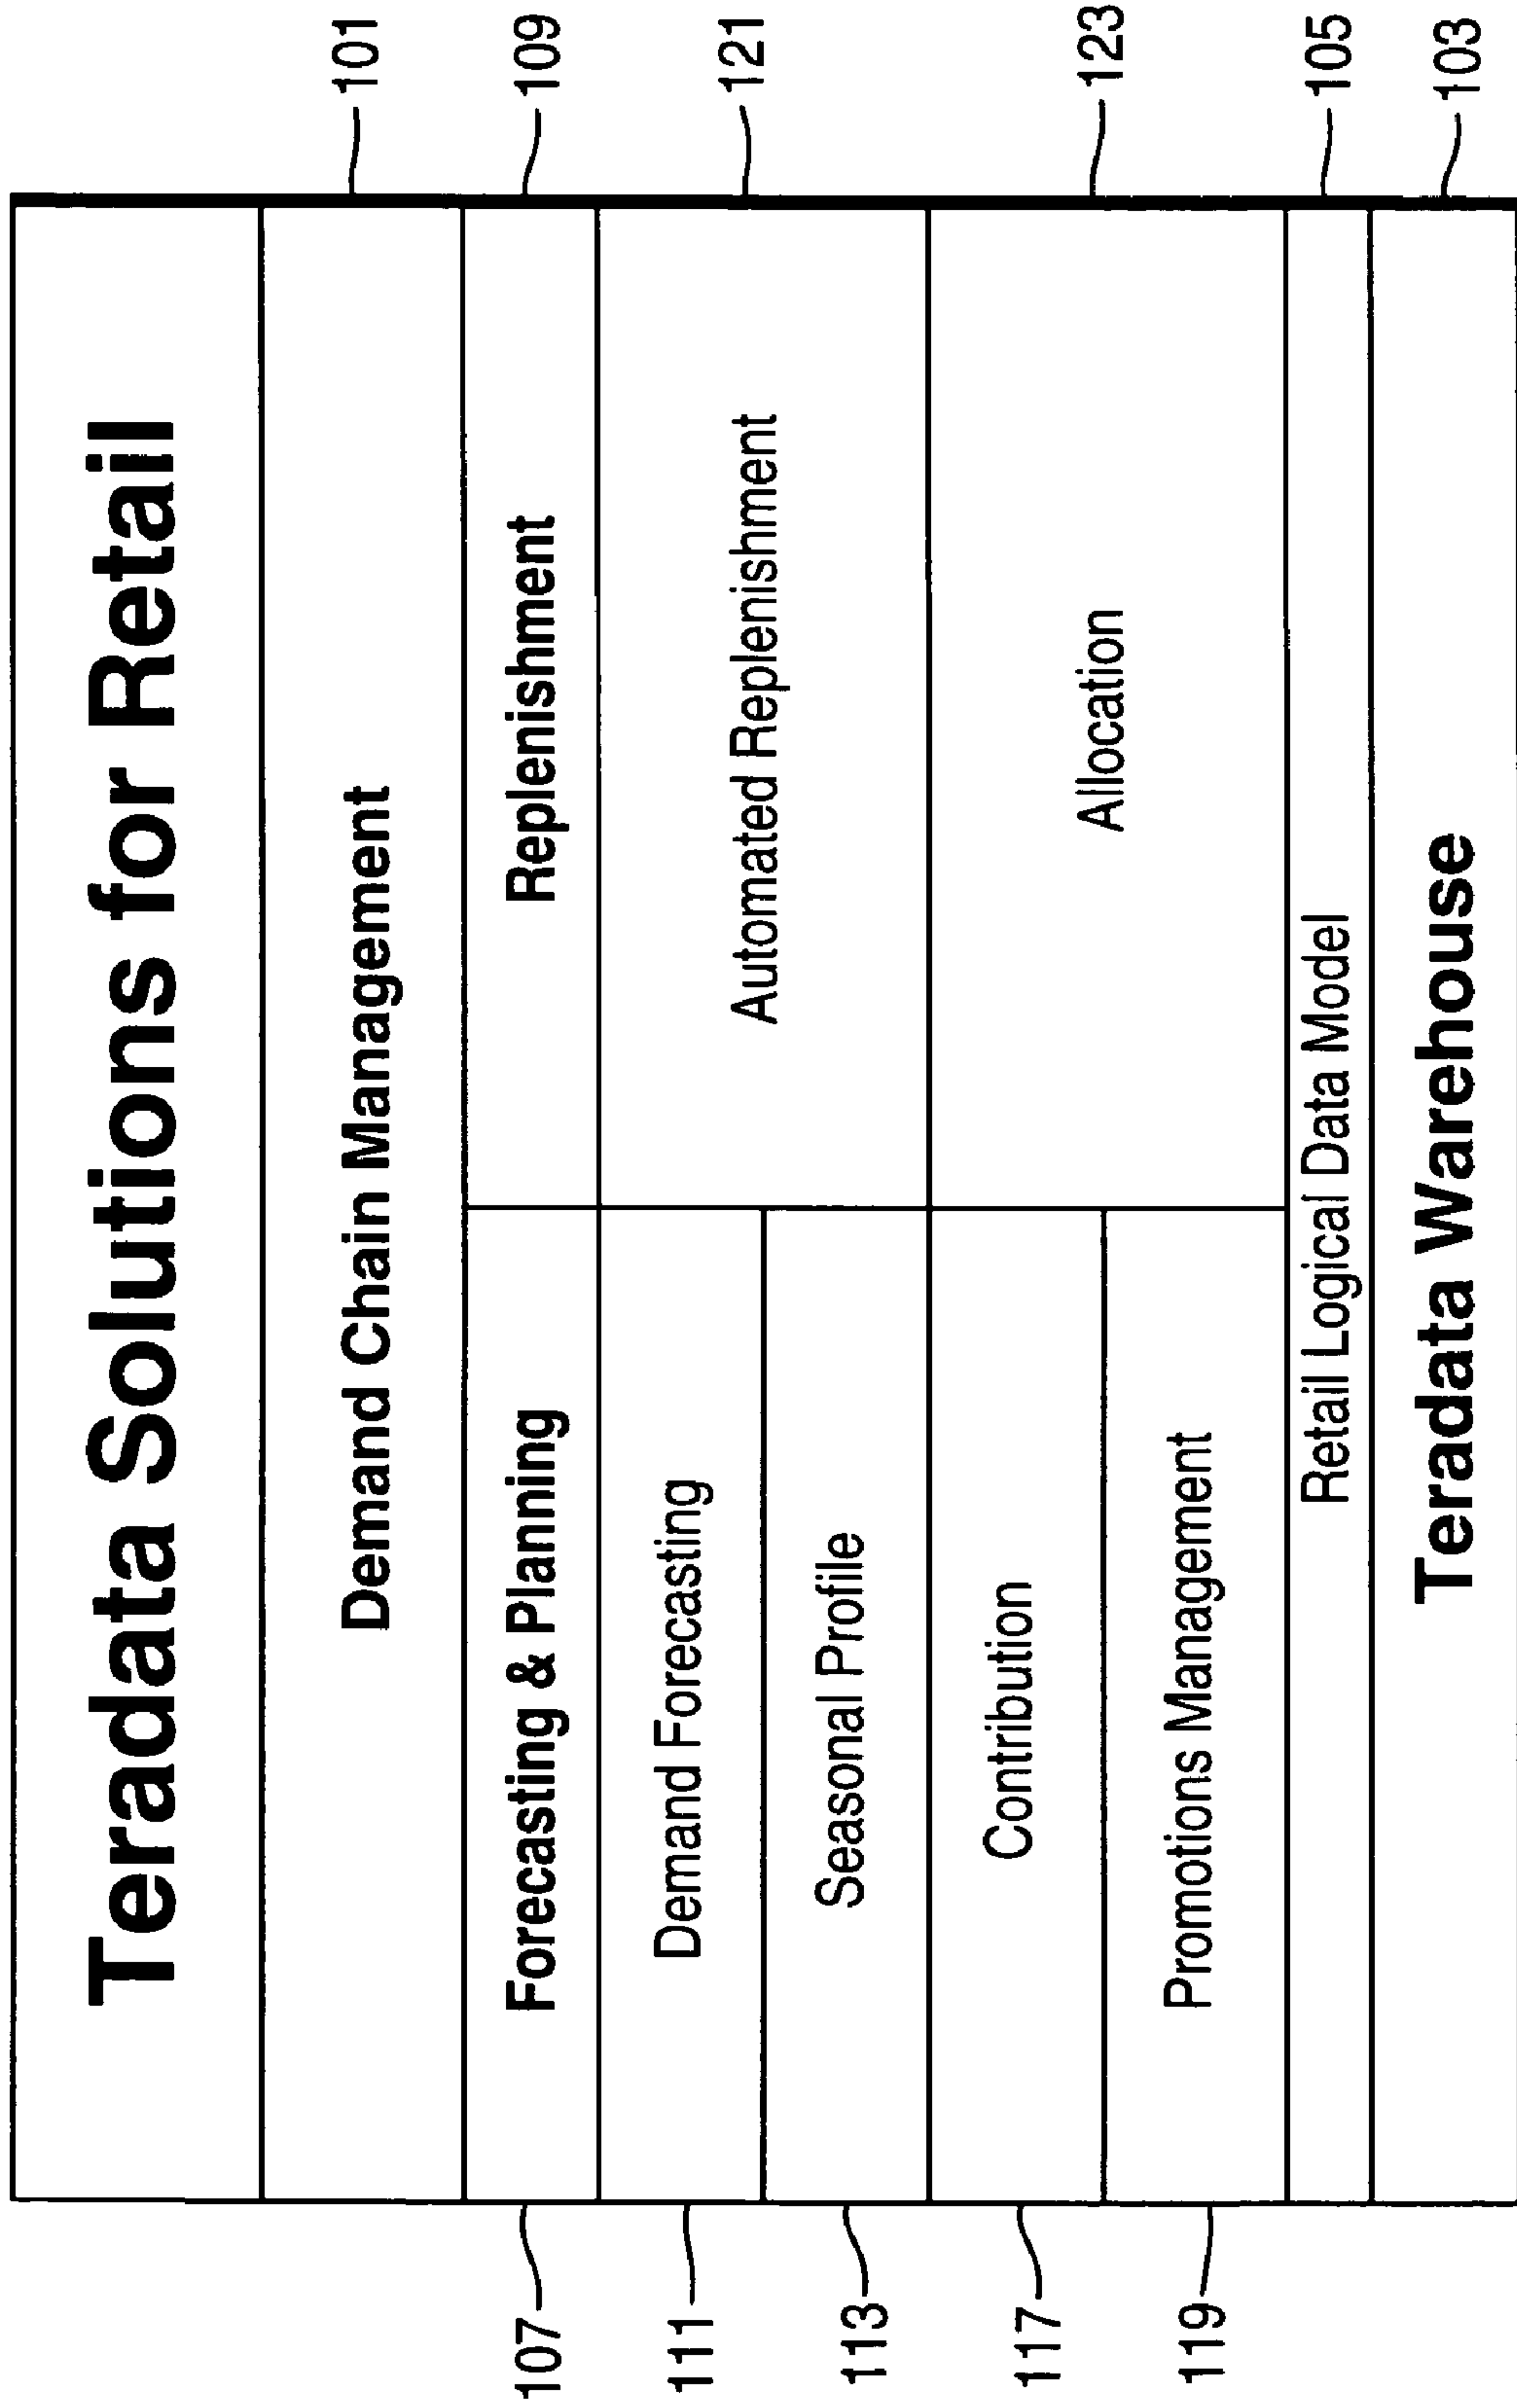 Teradata Solutions for Retail
Demand Chain Management
101
107
Forecasting & Planning
Replenishment
109
111
Demand Forecasting
Automated Replenishment
121
113
Seasonal Profile
117
Contribution
Allocation
123
119
Promotions Management
Retail Logical Data Model
105
Teradata Warehouse
103